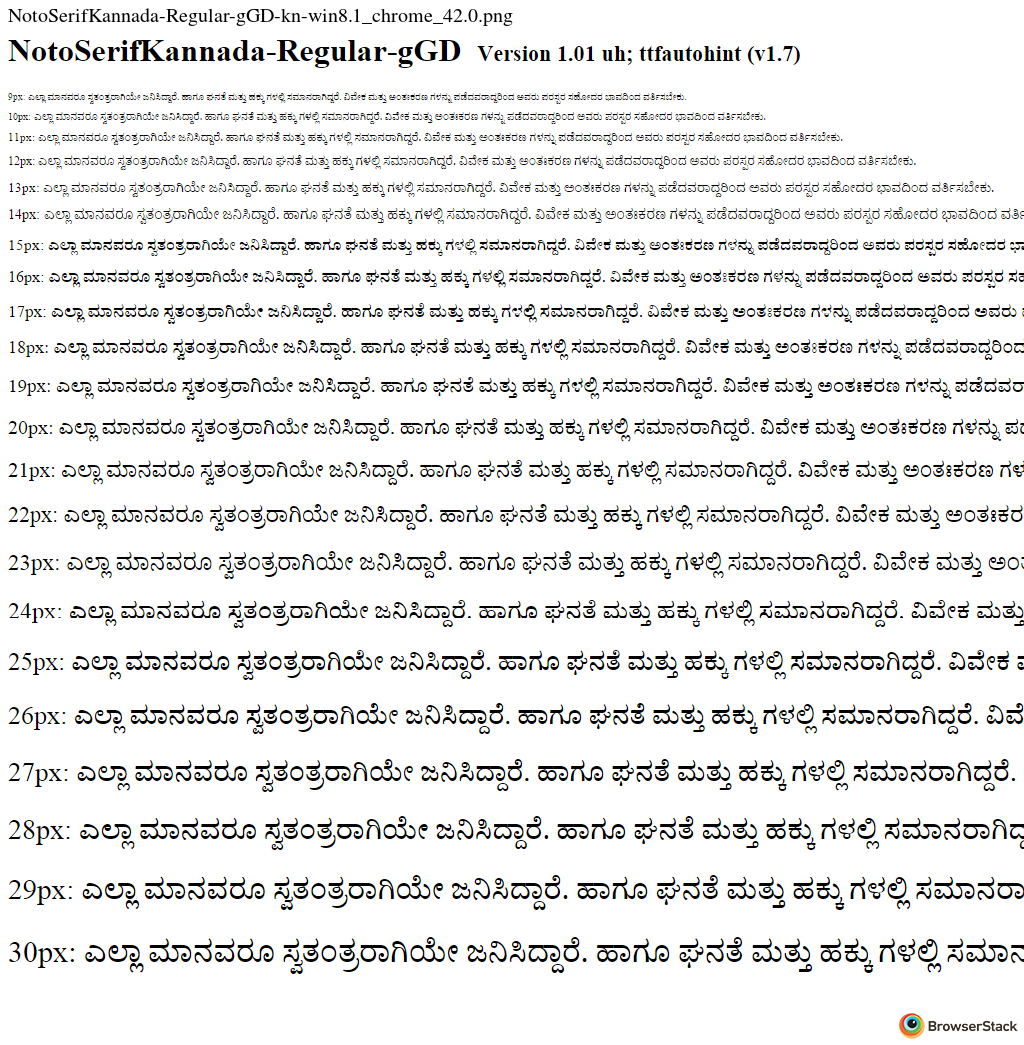 NotoSerifKannada-Regular-gGD-kn-win8.1_chrome_42.0.png
NotoSerifKannada-Regular-gGD Version 1.01 uh; ttfautohint (v1.7)
9px: ಎಲ್ಲಾ ಮಾನವರೂ ಸ್ವತಂತ್ರರಾಗಿಯೇ ಜನಿಸಿದ್ದಾರೆ. ಹಾಗೂ ಘನತೆ ಮತ್ತು ಹಕ್ಕು ಗಳಲ್ಲಿ ಸಮಾನರಾಗಿದ್ದರೆ. ವಿವೇಕ ಮತ್ತು ಅಂತಃಕರಣ ಗಳನ್ನು ಪಡೆದವರಾದ್ದರಿಂದ ಅವರು ಪರಸ್ಪರ ಸಹೋದರ ಭಾವದಿಂದ ವರ್ತಿಸಬೇಕು.
10px: ಎಲ್ಲಾ ಮಾನವರೂ ಸ್ವತಂತ್ರರಾಗಿಯೇ ಜನಿಸಿದ್ದಾರೆ. ಹಾಗೂ ಘನತೆ ಮತ್ತು ಹಕ್ಕು ಗಳಲ್ಲಿ ಸಮಾನರಾಗಿದ್ದರೆ. ವಿವೇಕ ಮತ್ತು ಅಂತಃಕರಣ ಗಳನ್ನು ಪಡೆದವರಾದ್ದರಿಂದ ಅವರು ಪರಸ್ಪರ ಸಹೋದರ ಭಾವದಿಂದ ವರ್ತಿಸಬೇಕು.
11px: ಎಲ್ಲಾ ಮಾನವರೂ ಸ್ವತಂತ್ರರಾಗಿಯೇ ಜನಿಸಿದ್ದಾರೆ. ಹಾಗೂ ಘನತೆ ಮತ್ತು ಹಕ್ಕು ಗಳಲ್ಲಿ ಸಮಾನರಾಗಿದ್ದರೆ. ವಿವೇಕ ಮತ್ತು ಅಂತಃಕರಣ ಗಳನ್ನು ಪಡೆದವರಾದ್ದರಿಂದ ಅವರು ಪರಸ್ಪರ ಸಹೋದರ ಭಾವದಿಂದ ವರ್ತಿಸಬೇಕು.
12px: ಎಲ್ಲಾ ಮಾನವರೂ ಸ್ವತಂತ್ರರಾಗಿಯೇ ಜನಿಸಿದ್ದಾರೆ. ಹಾಗೂ ಘನತೆ ಮತ್ತು ಹಕ್ಕು ಗಳಲ್ಲಿ ಸಮಾನರಾಗಿದ್ದರೆ. ವಿವೇಕ ಮತ್ತು ಅಂತಃಕರಣ ಗಳನ್ನು ಪಡೆದವರಾದ್ದರಿಂದ ಅವರು ಪರಸ್ಪರ ಸಹೋದರ ಭಾವದಿಂದ ವರ್ತಿಸಬೇಕು.
13px: ಎಲ್ಲಾ ಮಾನವರೂ ಸ್ವತಂತ್ರರಾಗಿಯೇ ಜನಿಸಿದ್ದಾರೆ. ಹಾಗೂ ಘನತೆ ಮತ್ತು ಹಕ್ಕು ಗಳಲ್ಲಿ ಸಮಾನರಾಗಿದ್ದರೆ. ವಿವೇಕ ಮತ್ತು ಅಂತಃಕರಣ ಗಳನ್ನು ಪಡೆದವರಾದ್ದರಿಂದ ಅವರು ಪರಸ್ಪರ ಸಹೋದರ ಭಾವದಿಂದ ವರ್ತಿಸಬೇಕು.
14px: ಎಲ್ಲಾ ಮಾನವರೂ ಸ್ವತಂತ್ರರಾಗಿಯೇ ಜನಿಸಿದ್ದಾರೆ. ಹಾಗೂ ಘನತೆ ಮತ್ತು ಹಕ್ಕು ಗಳಲ್ಲಿ ಸಮಾನರಾಗಿದ್ದರೆ. ವಿವೇಕ ಮತ್ತು ಅಂತಃಕರಣ ಗಳನ್ನು ಪಡೆದವರಾದ್ದರಿಂದ ಅವರು ಪರಸ್ಪರ ಸಹೋದರ ಭಾವದಿಂದ
15px: ಎಲ್ಲಾ ಮಾನವರೂ ಸ್ವತಂತ್ರರಾಗಿಯೇ ಜನಿಸಿದ್ದಾರೆ. ಹಾಗೂ ಘನತೆ ಮತ್ತು ಹಕ್ಕು ಗಳಲ್ಲಿ ಸಮಾನರಾಗಿದ್ದರೆ. ವಿವೇಕ ಮತ್ತು ಅಂತಃಕರಣ ಗಳನ್ನು ಪಡೆದವರಾದ್ದರಿಂದ ಅವರು ಪರಸ್ಪರ ಸಹೋದರ
16px: ಎಲ್ಲಾ ಮಾನವರೂ ಸ್ವತಂತ್ರರಾಗಿಯೇ ಜನಿಸಿದ್ದಾರೆ. ಹಾಗೂ ಘನತೆ ಮತ್ತು ಹಕ್ಕು ಗಳಲ್ಲಿ ಸಮಾನರಾಗಿದ್ದರೆ. ವಿವೇಕ ಮತ್ತು ಅಂತಃಕರಣ ಗಳನ್ನು ಪಡೆದವರಾದ್ದರಿಂದ ಅವರು ಪರಸ್ಪರ
17px: ಎಲ್ಲಾ ಮಾನವರೂ ಸ್ವತಂತ್ರರಾಗಿಯೇ ಜನಿಸಿದ್ದಾರೆ. ಹಾಗೂ ಘನತೆ ಮತ್ತು ಹಕ್ಕು ಗಳಲ್ಲಿ ಸಮಾನರಾಗಿದ್ದರೆ. ವಿವೇಕ ಮತ್ತು ಅಂತಃಕರಣ ಗಳನ್ನು ಪಡೆದವರಾದ್ದರಿಂದ ಅವರು
18px: ಎಲ್ಲಾ ಮಾನವರೂ ಸ್ವತಂತ್ರರಾಗಿಯೇ ಜನಿಸಿದ್ದಾರೆ. ಹಾಗೂ ಘನತೆ ಮತ್ತು ಹಕ್ಕು ಗಳಲ್ಲಿ ಸಮಾನರಾಗಿದ್ದರೆ. ವಿವೇಕ ಮತ್ತು ಅಂತಃಕರಣ ಗಳನ್ನು ಪಡೆದವರಾದ್ದರಿಂದ
19px: ಎಲ್ಲಾ ಮಾನವರೂ ಸ್ವತಂತ್ರರಾಗಿಯೇ ಜನಿಸಿದ್ದಾರೆ. ಹಾಗೂ ಘನತೆ ಮತ್ತು ಹಕ್ಕು ಗಳಲ್ಲಿ ಸಮಾನರಾಗಿದ್ದರೆ. ವಿವೇಕ ಮತ್ತು ಅಂತಃಕರಣ ಗಳನ್ನು ಪಡೆದವರ
20px: ಎಲ್ಲಾ ಮಾನವರೂ ಸ್ವತಂತ್ರರಾಗಿಯೇ ಜನಿಸಿದ್ದಾರೆ. ಹಾಗೂ ಘನತೆ ಮತ್ತು ಹಕ್ಕು ಗಳಲ್ಲಿ ಸಮಾನರಾಗಿದ್ದರೆ. ವಿವೇಕ ಮತ್ತು ಅಂತಃಕರಣ ಗಳನ್ನು
21px: ಎಲ್ಲಾ ಮಾನವರೂ ಸ್ವತಂತ್ರರಾಗಿಯೇ ಜನಿಸಿದ್ದಾರೆ. ಹಾಗೂ ಘನತೆ ಮತ್ತು ಹಕ್ಕು ಗಳಲ್ಲಿ ಸಮಾನರಾಗಿದ್ದರೆ. ವಿವೇಕ ಮತ್ತು ಅಂತಃಕರಣ ಗಳ
22px: ಎಲ್ಲಾ ಮಾನವರೂ ಸ್ವತಂತ್ರರಾಗಿಯೇ ಜನಿಸಿದ್ದಾರೆ. ಹಾಗೂ ಘನತೆ ಮತ್ತು ಹಕ್ಕು ಗಳಲ್ಲಿ ಸಮಾನರಾಗಿದ್ದರೆ. ವಿವೇಕ ಮತ್ತು ಅಂತಃಕರ
23px: ಎಲ್ಲಾ ಮಾನವರೂ ಸ್ವತಂತ್ರರಾಗಿಯೇ ಜನಿಸಿದ್ದಾರೆ. ಹಾಗೂ ಘನತೆ ಮತ್ತು ಹಕ್ಕು ಗಳಲ್ಲಿ ಸಮಾನರಾಗಿದ್ದರೆ. ವಿವೇಕ ಮತ್ತು ಅಂ
24px: ಎಲ್ಲಾ ಮಾನವರೂ ಸ್ವತಂತ್ರರಾಗಿಯೇ ಜನಿಸಿದ್ದಾರೆ. ಹಾಗೂ ಘನತೆ ಮತ್ತು ಹಕ್ಕು ಗಳಲ್ಲಿ ಸಮಾನರಾಗಿದ್ದರೆ. ವಿವೇಕ ಮತ್ತು
25px: ಎಲ್ಲಾ ಮಾನವರೂ ಸ್ವತಂತ್ರರಾಗಿಯೇ ಜನಿಸಿದ್ದಾರೆ. ಹಾಗೂ ಘನತೆ ಮತ್ತು ಹಕ್ಕು ಗಳಲ್ಲಿ ಸಮಾನರಾಗಿದ್ದರೆ. ವಿವೇಕ
26px: ಎಲ್ಲಾ ಮಾನವರೂ ಸ್ವತಂತ್ರರಾಗಿಯೇ ಜನಿಸಿದ್ದಾರೆ. ಹಾಗೂ ಘನತೆ ಮತ್ತು ಹಕ್ಕು ಗಳಲ್ಲಿ ಸಮಾನರಾಗಿದ್ದರೆ. ವಿವೇ
27px: ಎಲ್ಲಾ ಮಾನವರೂ ಸ್ವತಂತ್ರರಾಗಿಯೇ ಜನಿಸಿದ್ದಾರೆ. ಹಾಗೂ ಘನತೆ ಮತ್ತು ಹಕ್ಕು ಗಳಲ್ಲಿ ಸಮಾನರಾಗಿದ್ದರೆ.
28px: ಎಲ್ಲಾ ಮಾನವರೂ ಸ್ವತಂತ್ರರಾಗಿಯೇ ಜನಿಸಿದ್ದಾರೆ. ಹಾಗೂ ಘನತೆ ಮತ್ತು ಹಕ್ಕು ಗಳಲ್ಲಿ ಸಮಾನರಾಗಿದ್ದ
29px: ಎಲ್ಲಾ ಮಾನವರೂ ಸ್ವತಂತ್ರರಾಗಿಯೇ ಜನಿಸಿದ್ದಾರೆ. ಹಾಗೂ ಘನತೆ ಮತ್ತು ಹಕ್ಕು ಗಳಲ್ಲಿ ಸಮಾನರಾ
30px: ಎಲ್ಲಾ ಮಾನವರೂ ಸ್ವತಂತ್ರರಾಗಿಯೇ ಜನಿಸಿದ್ದಾರೆ. ಹಾಗೂ ಘನತೆ ಮತ್ತು ಹಕ್ಕು ಗಳಲ್ಲಿ ಸಮಾನ
BrowserStack